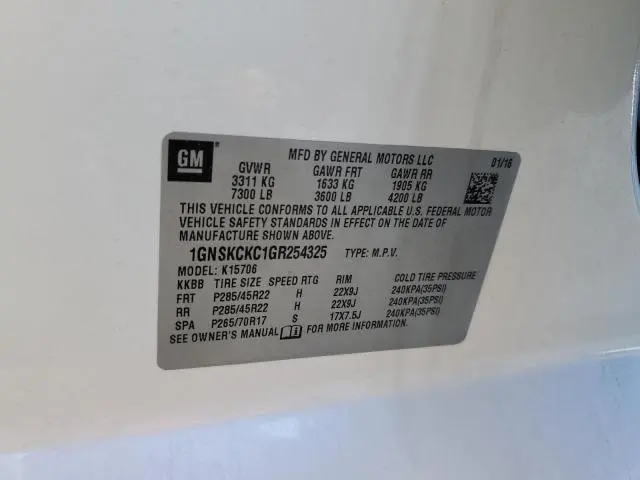 GM
MFD BY GENERAL MOTORS LLC 01/16
GVWR GAWR FRT GAWR RR
3311 KG 1633 KG 1905 KG
7300 LB 3600 LB 4200 LB
THIS VEHICLE CONFORMS TO ALL APPLICABLE U.S. FEDERAL MOTOR
VEHICLE SAFETY STANDARDS IN EFFECT ON THE DATE OF
MANUFACTURE SHOWN ABOVE.
1GNSKCKC1GR254325 TYPE: M.P.V.
MODEL: K15706
KKBB TIRE SIZE SPEED RTG RIM COLD TIRE PRESSURE
FRT P285/45R22 H 22X9J 240KPA(35PSI)
RR P285/45R22 H 22X9J 240KPA(35PSI)
SPA P265/70R17 S 17X7.5J 240KPA(35PSI)
SEE OWNER'S MANUAL FOR MORE INFORMATION.